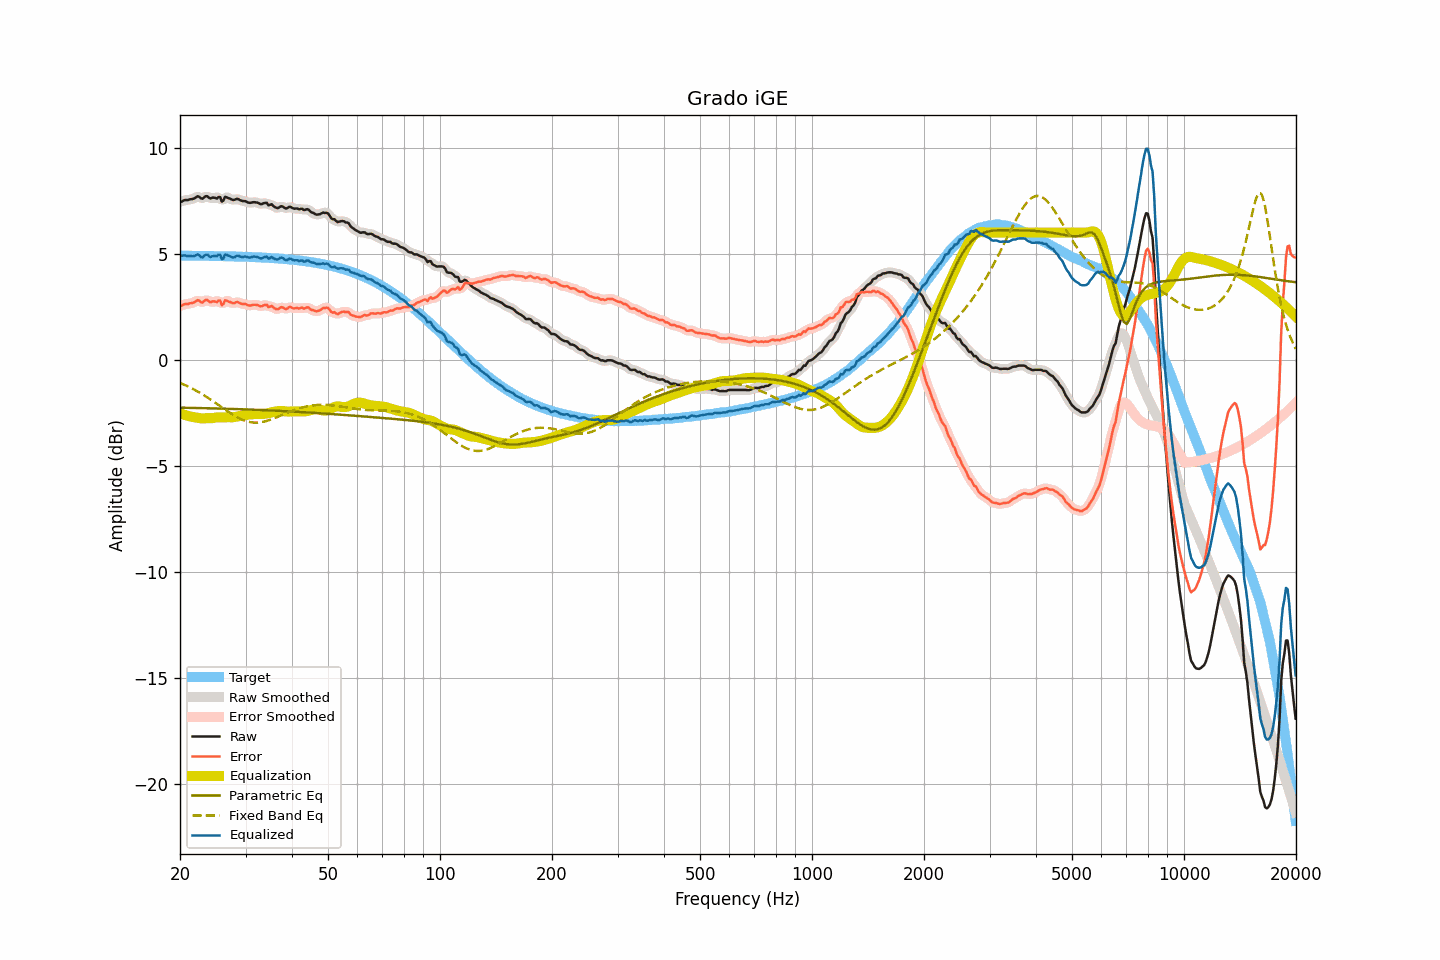 Grado iGE
Amplitude (dBr)
10
5
0
−5
−10
−15
−20
Target
Raw Smoothed
Error Smoothed
Raw
Error
Equalization
Parametric Eq
Fixed Band Eq
Equalized
20 50 100 200 500 1000 2000 5000 10000 20000
Frequency (Hz)